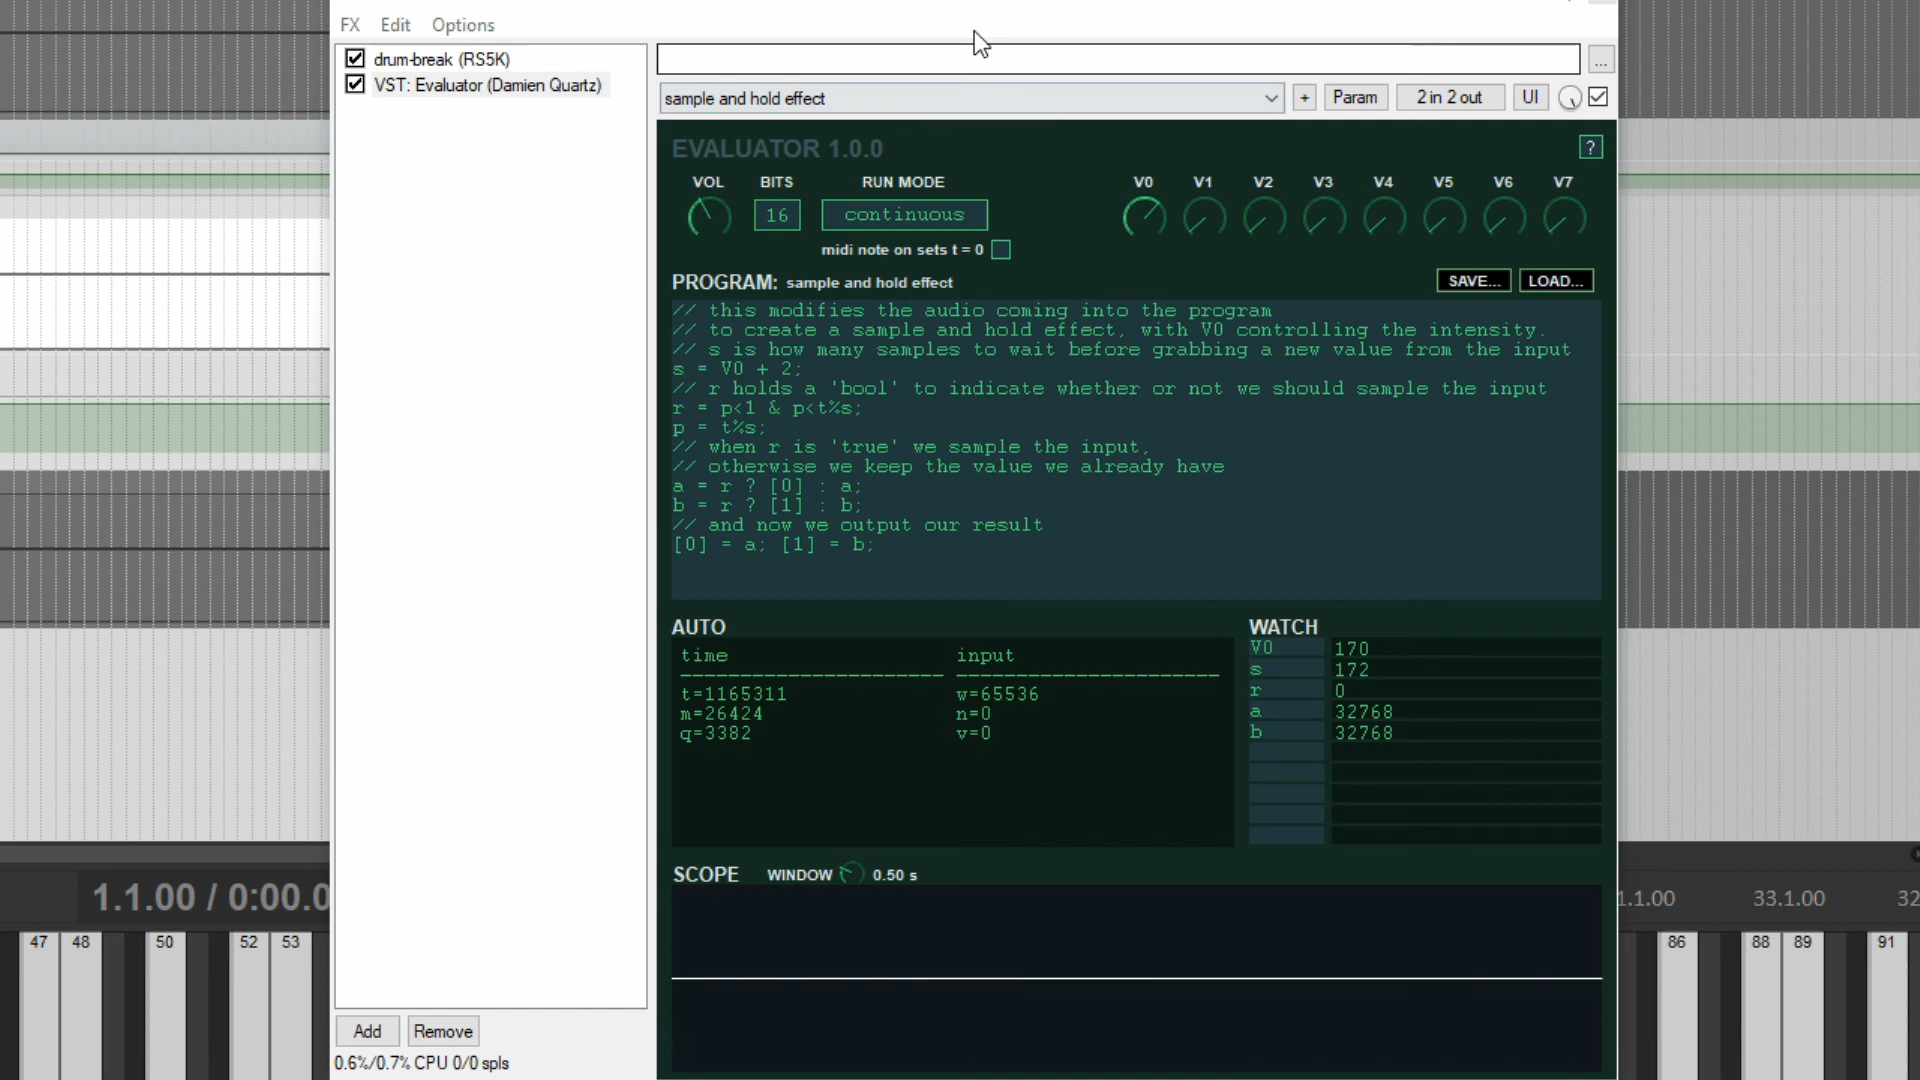 FX Edit Options
drum-break (RS5K)
VST: Evaluator (Damien Quartz)
...
sample and hold effect
+ Param 2 in 2 out UI
EVALUATOR 1.0.0
?
VOL BITS RUN MODE V0 V1 V2 V3 V4 V5 V6 V7
16 continuous
midi note on sets t = 0
PROGRAM: sample and hold effect SAVE... LOAD...
// this modifies the audio coming into the program
// to create a sample and hold effect, with V0 controlling the intensity.
// s is how many samples to wait before grabbing a new value from the input
s = V0 + 2;
// r holds a 'bool' to indicate whether or not we should sample the input
r = p<1 & p<t%s;
p = t%s;
// when r is 'true' we sample the input,
// otherwise we keep the value we already have
a = r ? [0] : a;
b = r ? [1] : b;
// and now we output our result
[0] = a; [1] = b;
AUTO
time input
---------------------- ----------------------
t=1165311 w=65536
m=26424 n=0
q=3382 v=0
WATCH
V0 170
s 172
r 0
a 32768
b 32768
SCOPE WINDOW 0.50 s
1.1.00 / 0:00.0
1.1.00 33.1.00 32
47 48 50 52 53 86 88 89 91
Add Remove
0.6%/0.7% CPU 0/0 spls